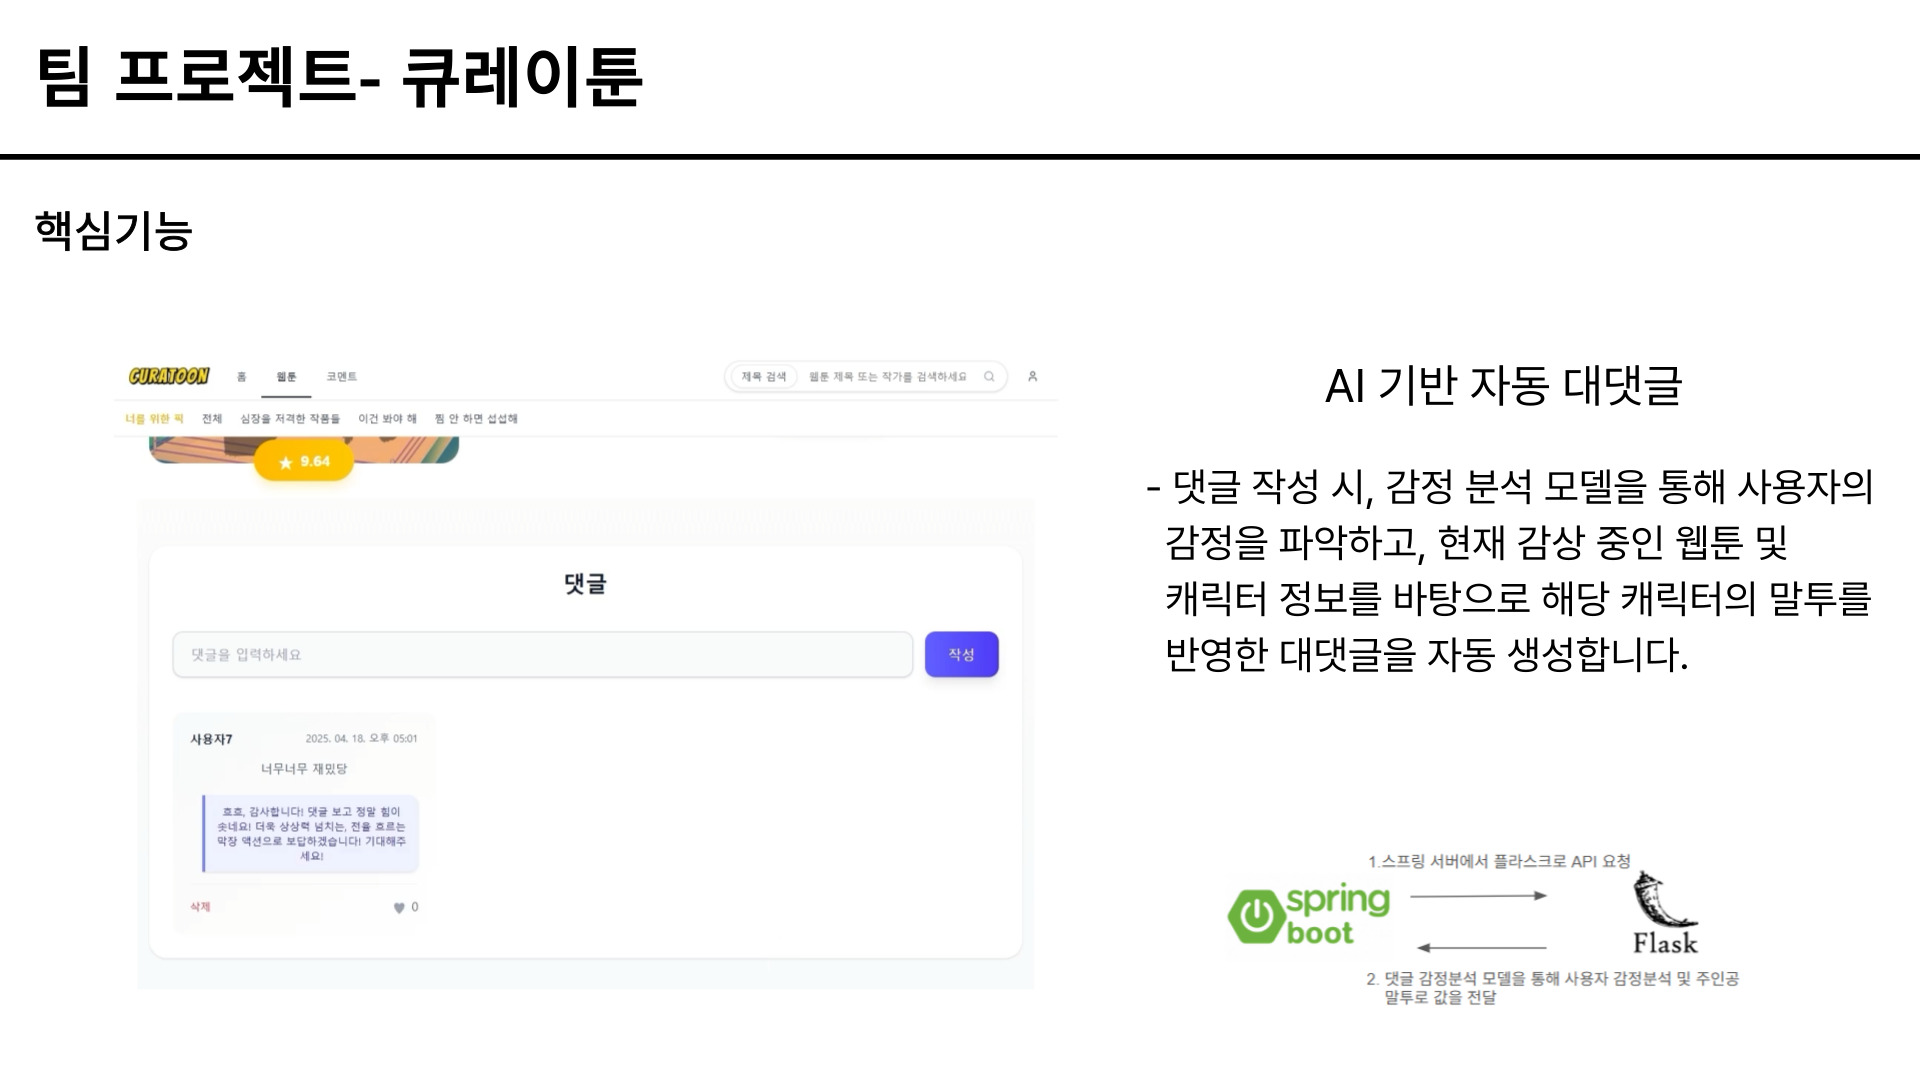 팀 프로젝트- 큐레이툰
핵심기능
CURATOON 홈 웹툰 코멘트 제목 검색 웹툰 제목 또는 작가를 검색하세요
너를 위한 픽 전체 심장을 저격한 작품들 이건 봐야 해 찜 안 하면 섭섭해
★ 9.64
댓글
댓글을 입력하세요 작성
사용자7 2025. 04. 18. 오후 05:01
너무너무 재밌당
흐흐, 감사합니다! 댓글 보고 정말 힘이
솟네요! 더욱 상상력 넘치는, 전율 흐르는
막장 액션으로 보답하겠습니다! 기대해주
세요!
삭제 ♥ 0
AI 기반 자동 대댓글
- 댓글 작성 시, 감정 분석 모델을 통해 사용자의
감정을 파악하고, 현재 감상 중인 웹툰 및
캐릭터 정보를 바탕으로 해당 캐릭터의 말투를
반영한 대댓글을 자동 생성합니다.
1.스프링 서버에서 플라스크로 API 요청
spring
boot
Flask
2. 댓글 감정분석 모델을 통해 사용자 감정분석 및 주인공
말투로 값을 전달